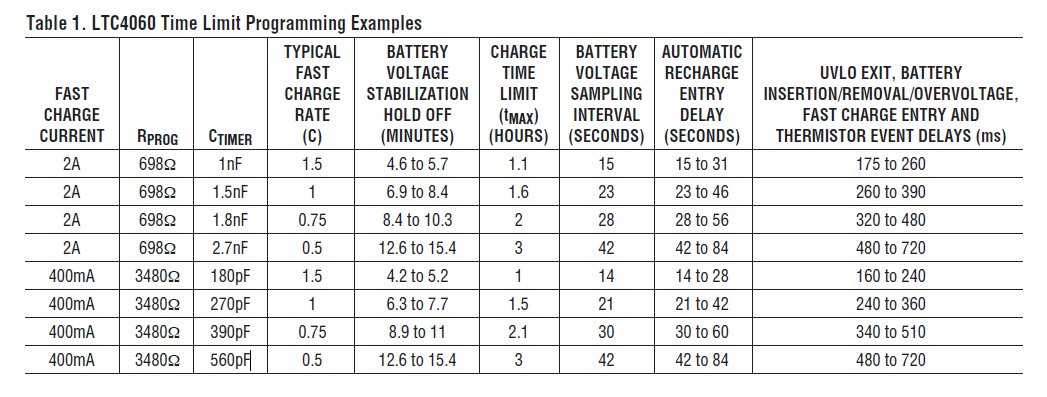 Table 1. LTC4060 Time Limit Programming Examples
FAST CHARGE CURRENT | RPROG | CTIMER | TYPICAL FAST CHARGE RATE (C) | BATTERY VOLTAGE STABILIZATION HOLD OFF (MINUTES) | CHARGE TIME LIMIT (tMAX) (HOURS) | BATTERY VOLTAGE SAMPLING INTERVAL (SECONDS) | AUTOMATIC RECHARGE ENTRY DELAY (SECONDS) | UVLO EXIT, BATTERY INSERTION/REMOVAL/OVERVOLTAGE, FAST CHARGE ENTRY AND THERMISTOR EVENT DELAYS (ms)
2A | 698Ω | 1nF | 1.5 | 4.6 to 5.7 | 1.1 | 15 | 15 to 31 | 175 to 260
2A | 698Ω | 1.5nF | 1 | 6.9 to 8.4 | 1.6 | 23 | 23 to 46 | 260 to 390
2A | 698Ω | 1.8nF | 0.75 | 8.4 to 10.3 | 2 | 28 | 28 to 56 | 320 to 480
2A | 698Ω | 2.7nF | 0.5 | 12.6 to 15.4 | 3 | 42 | 42 to 84 | 480 to 720
400mA | 3480Ω | 180pF | 1.5 | 4.2 to 5.2 | 1 | 14 | 14 to 28 | 160 to 240
400mA | 3480Ω | 270pF | 1 | 6.3 to 7.7 | 1.5 | 21 | 21 to 42 | 240 to 360
400mA | 3480Ω | 390pF | 0.75 | 8.9 to 11 | 2.1 | 30 | 30 to 60 | 340 to 510
400mA | 3480Ω | 560pF | 0.5 | 12.6 to 15.4 | 3 | 42 | 42 to 84 | 480 to 720